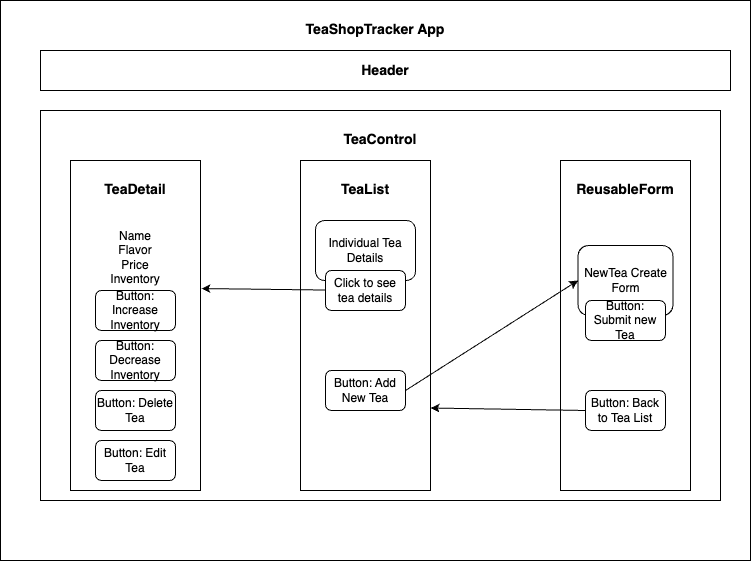 TeaShopTracker App
Header
TeaControl
TeaDetail
Name
Flavor
Price
Inventory
Button:
Increase
Inventory
Button:
Decrease
Inventory
Button: Delete
Tea
Button: Edit
Tea
TeaList
Individual Tea
Details
Click to see
tea details
Button: Add
New Tea
ReusableForm
NewTea Create
Form
Button:
Submit new
Tea
Button: Back
to Tea List